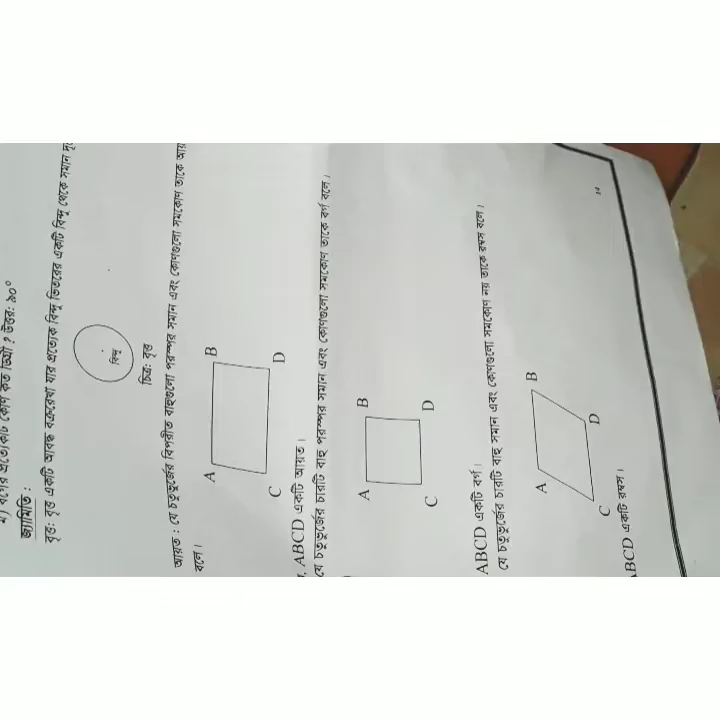 বর্গের প্রত্যেকটি কোণ কত ডিগ্রী ? উত্তর: ৯০°
জ্যামিতি :
বৃত্ত: বৃত্ত একটি আবদ্ধ বক্ররেখা যার প্রত্যেক বিন্দু ভিতরের একটি বিন্দু থেকে সমান
বিন্দু
চিত্র: বৃত্ত
আয়ত : যে চতুভূর্জের বিপরীত বাহুগুলো পরস্পর সমান এবং কোণগুলো সমকোণ তাকে আয়
বলে।
A B
C D
ABCD একটি আয়ত।
যে চতুভূর্জের চারটি বাহু পরস্পর সমান এবং কোণগুলো সমকোণ তাকে বর্গ বলে।
A B
C D
ABCD একটি বর্গ।
যে চতুভূর্জের চারটি বাহু সমান এবং কোণগুলো সমকোণ নয় তাকে রম্বস বলে।
A B
C D
ABCD একটি রম্বস।